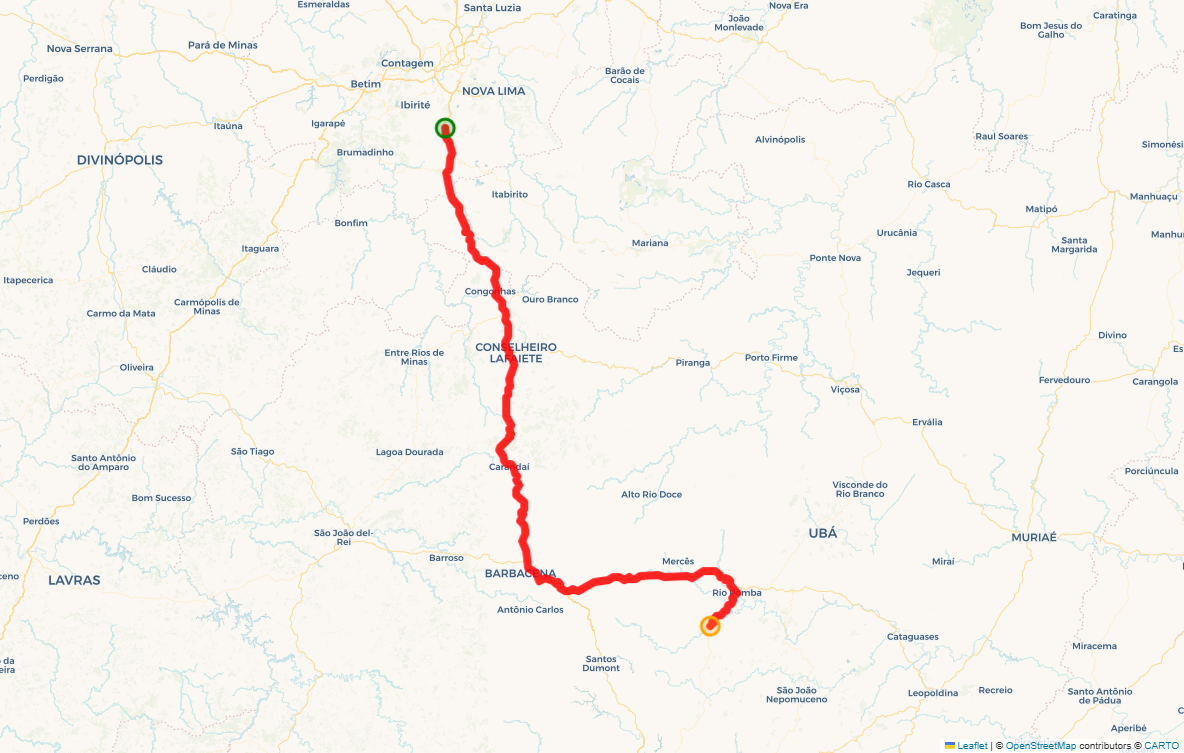 Esmeraldas
Santa Luzia
Nova Era
João
Monlevade
Caratinga
Bom Jesus do
Galho
Nova Serrana
Pará de Minas
Contagem
Perdigão
Betim
Barão de
Cocais
NOVA LIMA
Ibirité
Itaúna
Igarapé
Raul Soares
Alvinópolis
Simonési
Brumadinho
DIVINÓPOLIS
Rio Casca
Itabirito
Manhuaçu
Matipó
Bonfim
Urucânia
Manhu
Mariana
Santa
Margarida
Itaguara
Ponte Nova
Cláudio
Jequeri
Itapecerica
Congonhas
Ouro Branco
Carmópolis de
Minas
Carmo da Mata
Divino
CONSELHEIRO
LAFAIETE
Es
Entre Rios de
Minas
Porto Firme
Piranga
Oliveira
Fervedouro
Carangola
Viçosa
Ervália
São Tiago
Lagoa Dourada
Santo Antônio
do Amparo
Carandaí
Porciúncula
Visconde do
Rio Branco
Bom Sucesso
Alto Rio Doce
Perdões
São João del-
Rei
UBÁ
MURIAÉ
Barroso
Mercês
Miraí
BARBACENA
ceno
LAVRAS
Rio Pomba
Antônio Carlos
Cataguases
Miracema
Santos
Dumont
o da
eira
São João
Nepomuceno
Leopoldina
Recreio
Santo Antônio
de Pádua
C
Aperibé
Leaflet | © OpenStreetMap contributors © CARTO